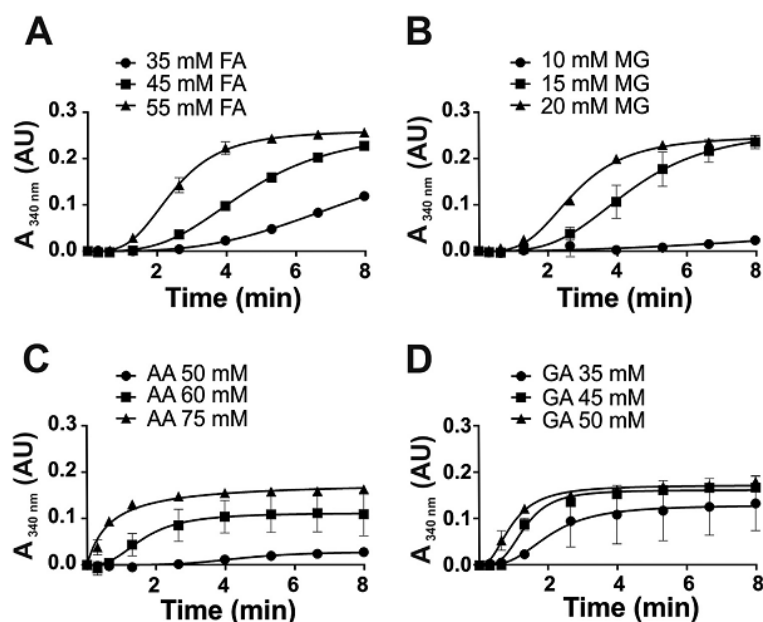 A
35 mM FA
45 mM FA
55 mM FA
0.3
0.2
0.1
0.0
A 340 nm (AU)
2 4 6 8
Time (min)
B
10 mM MG
15 mM MG
20 mM MG
0.3
0.2
0.1
0.0
A 340 nm (AU)
2 4 6 8
Time (min)
C
AA 50 mM
AA 60 mM
AA 75 mM
0.3
0.2
0.1
0.0
A 340 nm (AU)
2 4 6 8
Time (min)
D
GA 35 mM
GA 45 mM
GA 50 mM
0.3
0.2
0.1
0.0
A 340 nm (AU)
2 4 6 8
Time (min)